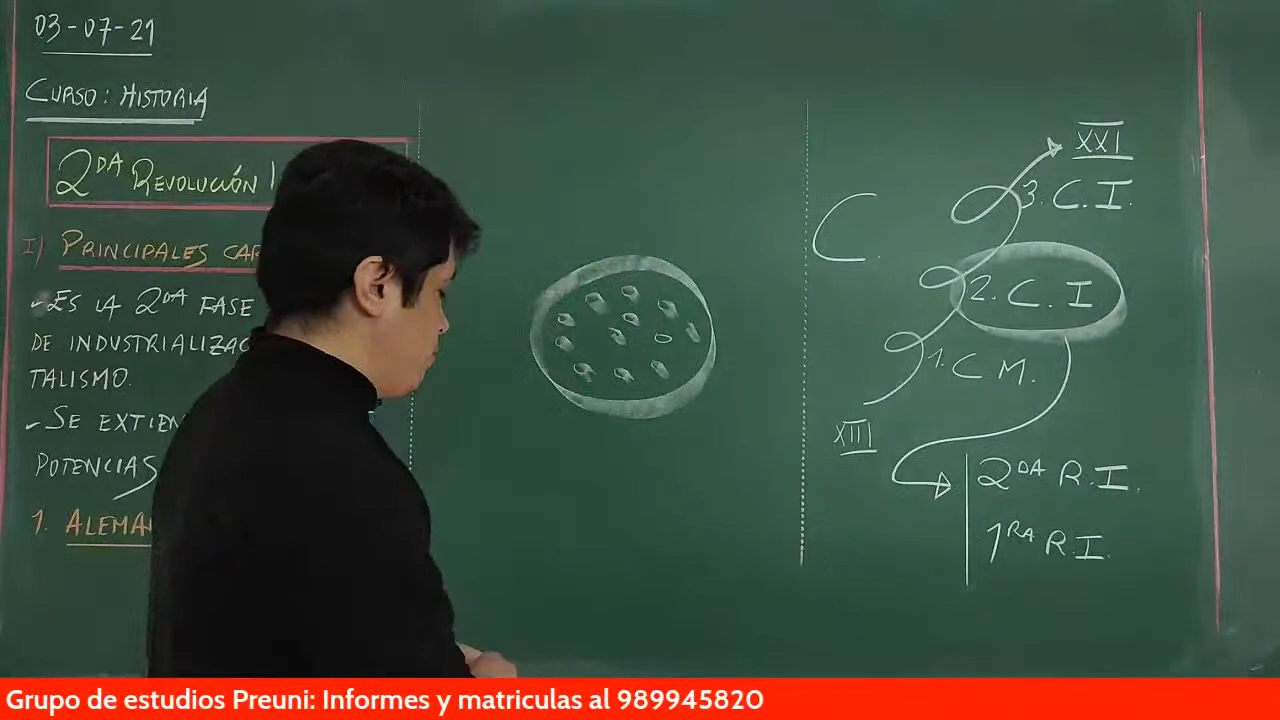 03-07-21
CURSO: HISTORIA
2DA REVOLUCIÓN I
I) PRINCIPALES CAR
- ES LA 2DA FASE
DE INDUSTRIALIZAC
TALISMO.
- SE EXTIEN
POTENCIAS
1. ALEMAN
C.
XXI
3. C. I.
2. C. I
1. C M.
XIII
2DA R. I.
1RA R. I.
Grupo de estudios Preuni: Informes y matriculas al 989945820